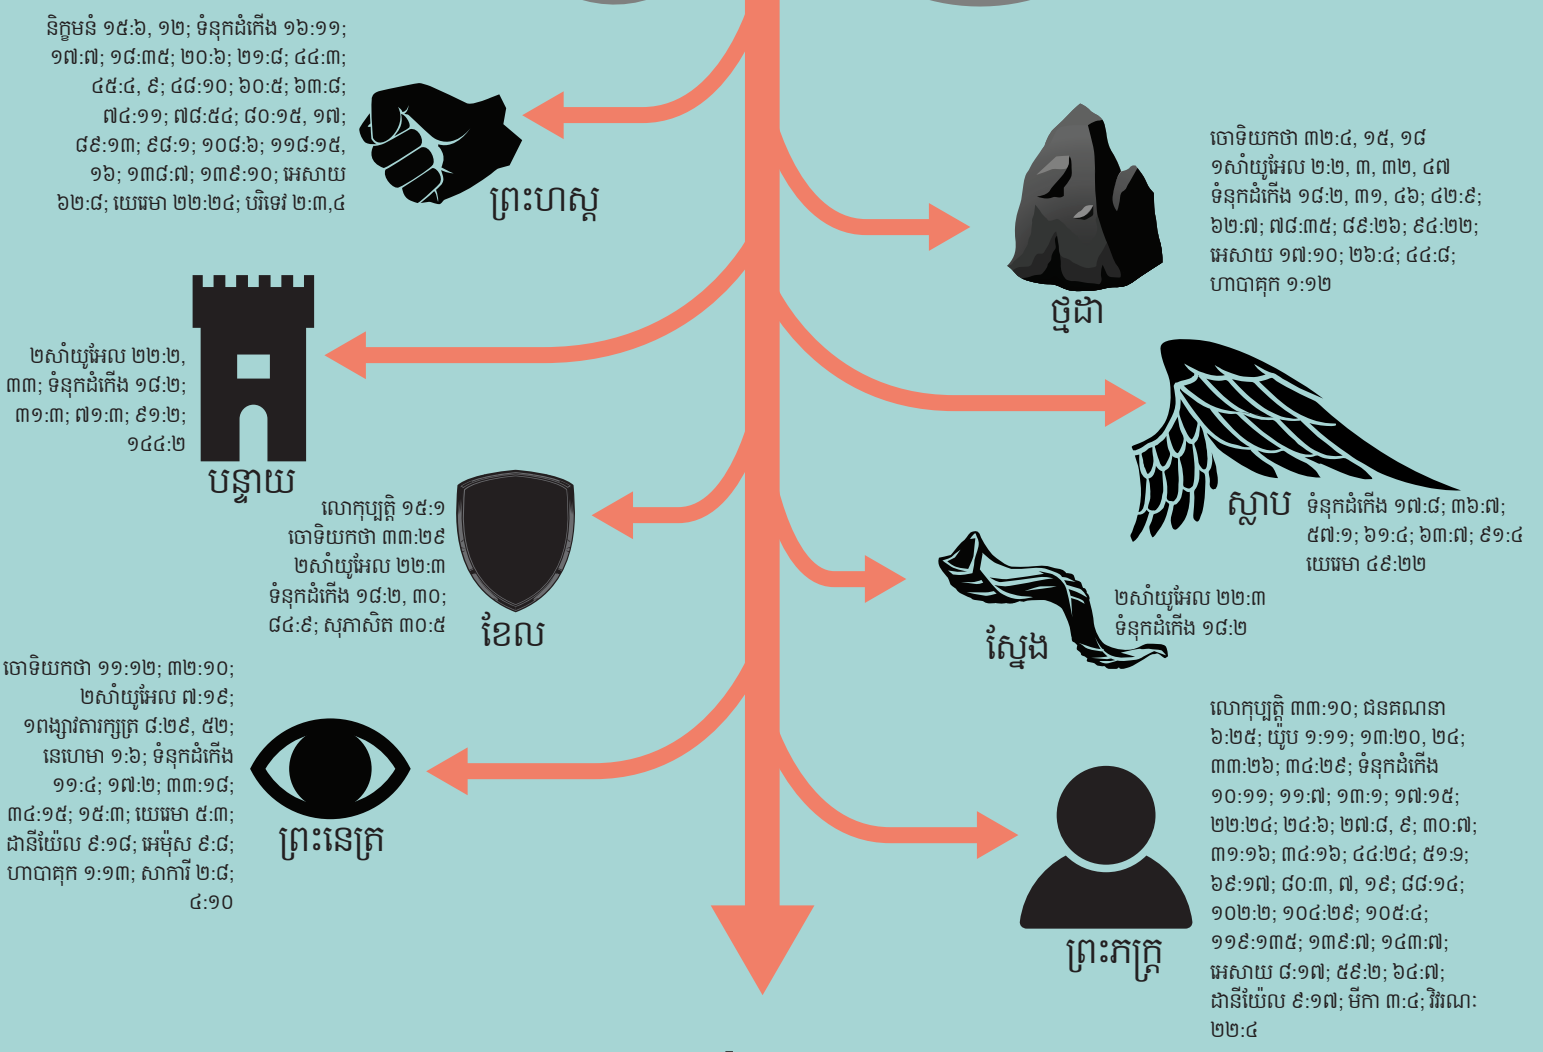 និក្ខមនំ ១៥:៦, ១២; ទំនុកដំកើង ១៦:១១;
១៧:៧; ១៨:៣៥; ២០:៦; ២១:៨; ៤៤:៣;
៤៥:៤, ៩; ៤៨:១០; ៦០:៥; ៦៣:៨;
៧៤:១១; ៧៨:៥៤; ៨០:១៥, ១៧;
៨៩:១៣; ៩៨:១; ១០៨:៦; ១១៨:១៥,
១៦; ១៣៨:៧; ១៣៩:១០; អេសាយ
៦២:៨; យេរេមា ២២:២៤; បរិទេវ ២:៣,៤
ព្រះហស្ត
ចោទិយកថា ៣២:៤, ១៥, ១៨
១សាំយូអែល ២:២, ៣, ៣២, ៤៧
ទំនុកដំកើង ១៨:២, ៣១, ៤៦; ៤២:៩;
៦២:៧; ៧៨:៣៥; ៨៩:២៦; ៩៤:២២;
អេសាយ ១៧:១០; ២៦:៤; ៤៤:៨;
ហាបាគុក ១:១២
ថ្មដា
២សាំយូអែល ២២:២,
៣៣; ទំនុកដំកើង ១៨:២;
៣១:៣; ៧១:៣; ៩១:២;
១៤៤:២
បន្ទាយ
ស្លាប
ទំនុកដំកើង ១៧:៨; ៣៦:៧;
៥៧:១; ៦១:៤; ៦៣:៧; ៩១:៤
យេរេមា ៤៩:២២
លោកុប្បត្តិ ១៥:១
ចោទិយកថា ៣៣:២៩
២សាំយូអែល ២២:៣
ទំនុកដំកើង ១៨:២, ៣០;
៨៤:៩; សុភាសិត ៣០:៥
ខែល
២សាំយូអែល ២២:៣
ទំនុកដំកើង ១៨:២
ស្នែង
ចោទិយកថា ១១:១២; ៣២:១០;
២សាំយូអែល ៧:១៩;
១ពង្សាវតារក្សត្រ ៨:២៩, ៥២;
នេហេមា ១:៦; ទំនុកដំកើង
១១:៤; ១៧:២; ៣៣:១៨;
៣៤:១៥; ១៥:៣; យេរេមា ៥:៣;
ដានីយ៉ែល ៩:១៨; អេម៉ុស ៩:៨;
ហាបាគុក ១:១៣; សាការី ២:៨;
៤:១០
ព្រះនេត្រ
លោកុប្បត្តិ ៣៣:១០; ជនគណនា
៦:២៥; យ៉ូប ១:១១; ១៣:២០, ២៤;
៣៣:២៦; ៣៤:២៩; ទំនុកដំកើង
១០:១១; ១១:៧; ១៣:១; ១៧:១៥;
២២:២៤; ២៤:៦; ២៧:៨, ៩; ៣០:៧;
៣១:១៦; ៣៤:១៦; ៤៤:២៤; ៥១:9;
៦៩:១៧; ៨០:៣, ៧, ១៩; ៨៨:១៤;
១០២:២; ១០៤:២៩; ១០៥:៤;
១១៩:១៣៥; ១៣៩:៧; ១៤៣:៧;
អេសាយ ៨:១៧; ៥៩:២; ៦៤:៧;
ដានីយ៉ែល ៩:១៧; មីកា ៣:៤; វិវរណៈ
២២:៤
ព្រះភក្ត្រ